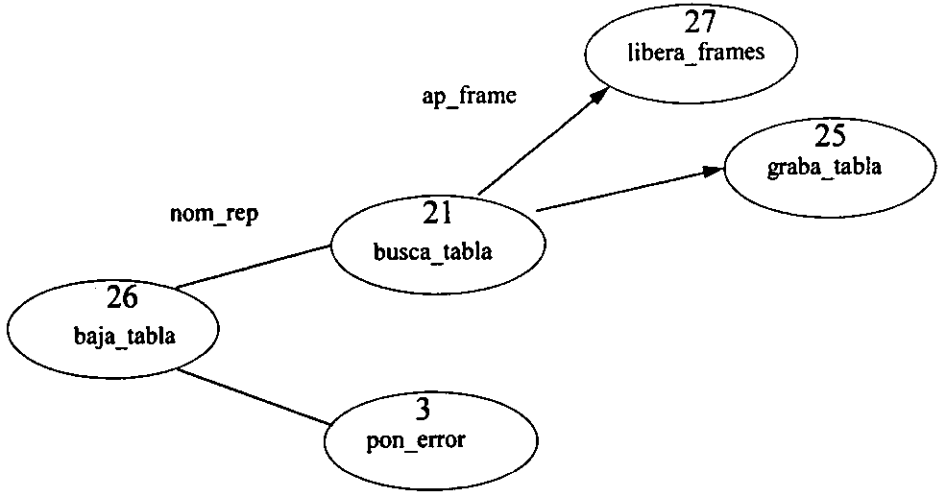 27
libera_frames
ap_frame
25
graba_tabla
nom_rep
21
busca_tabla
26
baja_tabla
3
pon_error